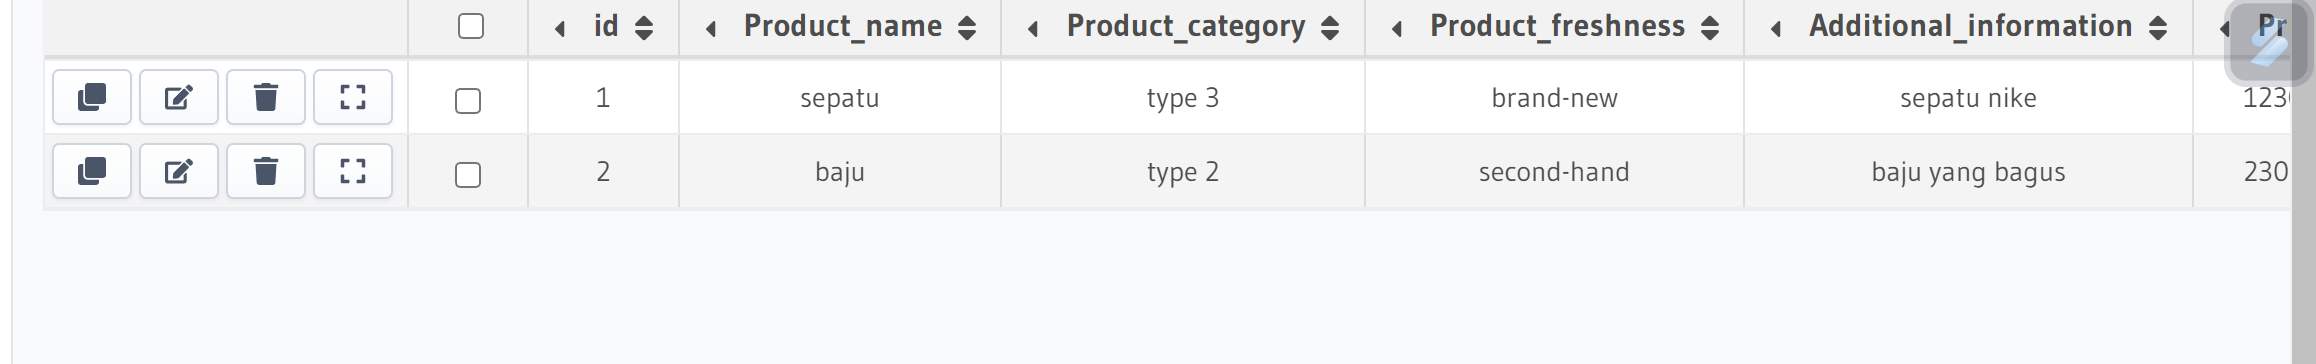 id Product_name Product_category Product_freshness Additional_information Pr
1 sepatu type 3 brand-new sepatu nike 123
2 baju type 2 second-hand baju yang bagus 230